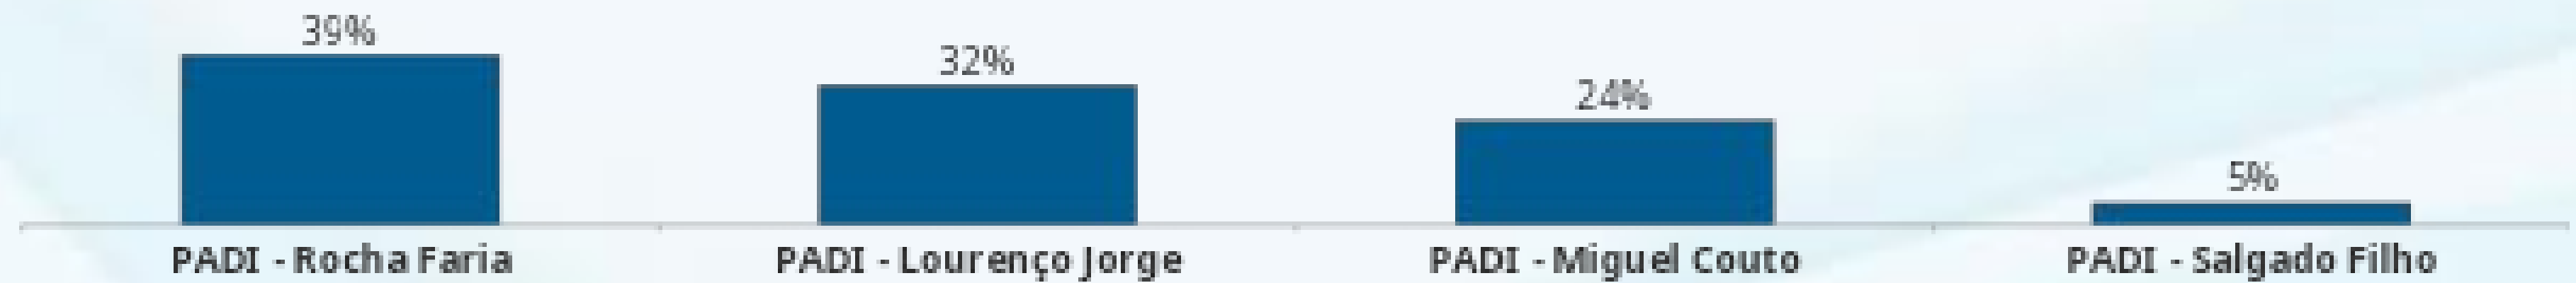 39%
32%
24%
5%
PADI - Rocha Faria
PADI - Lourenço Jorge
PADI - Miguel Couto
PADI - Salgado Filho